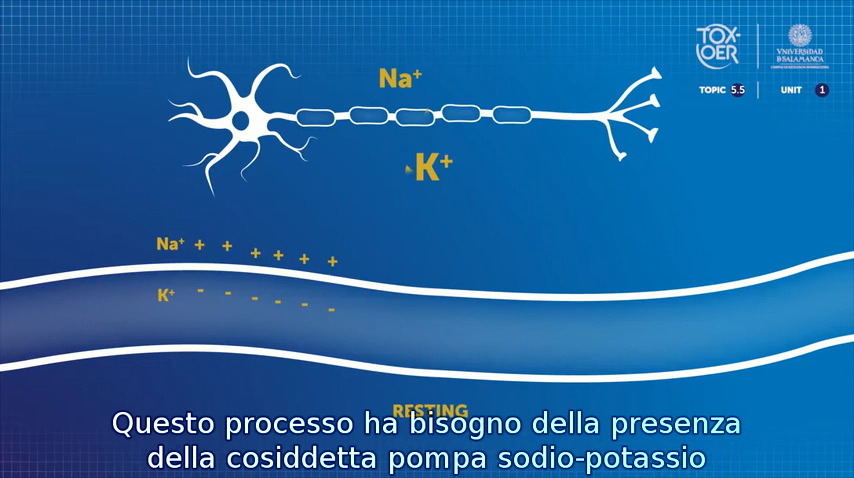 TOX-
OER
VNIVERSIDAD
D SALAMANCA
TOPIC 5.5 UNIT 1
Na⁺
K⁺
Na⁺ + + + + + +
K⁺ - - - - - -
RESTING
Questo processo ha bisogno della presenza
della cosiddetta pompa sodio-potassio